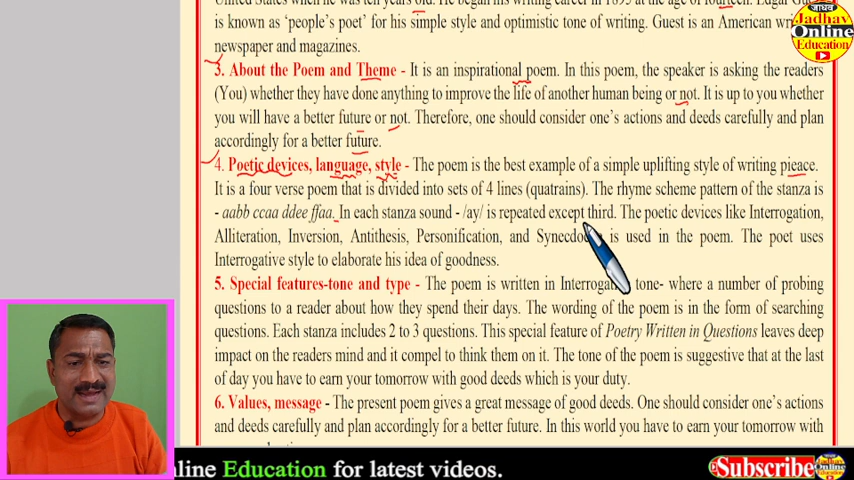 United States when he was ten years old. He began his writing career in 1895 at the age of fourteen. Edgar Guest
is known as 'people's poet' for his simple style and optimistic tone of writing. Guest is an American
newspaper and magazines.
3. About the Poem and Theme - It is an inspirational poem. In this poem, the speaker is asking the readers
(You) whether they have done anything to improve the life of another human being or not. It is up to you whether
you will have a better future or not. Therefore, one should consider one's actions and deeds carefully and plan
accordingly for a better future.
4. Poetic devices, language, style - The poem is the best example of a simple uplifting style of writing pieace.
It is a four verse poem that is divided into sets of 4 lines (quatrains). The rhyme scheme pattern of the stanza is
- aabb ccaa ddee ffaa. In each stanza sound - /ay/ is repeated except third. The poetic devices like Interrogation,
Alliteration, Inversion, Antithesis, Personification, and Synecdoche is used in the poem. The poet uses
Interrogative style to elaborate his idea of goodness.
5. Special features-tone and type - The poem is written in Interrogative tone- where a number of probing
questions to a reader about how they spend their days. The wording of the poem is in the form of searching
questions. Each stanza includes 2 to 3 questions. This special feature of Poetry Written in Questions leaves deep
impact on the readers mind and it compel to think them on it. The tone of the poem is suggestive that at the last
of day you have to earn your tomorrow with good deeds which is your duty.
6. Values, message - The present poem gives a great message of good deeds. One should consider one's actions
and deeds carefully and plan accordingly for a better future. In this world you have to earn your tomorrow with
जाधव
Jadhav
Online
Education
nline Education for latest videos.
Subscribe
Jadhav
Online
Education